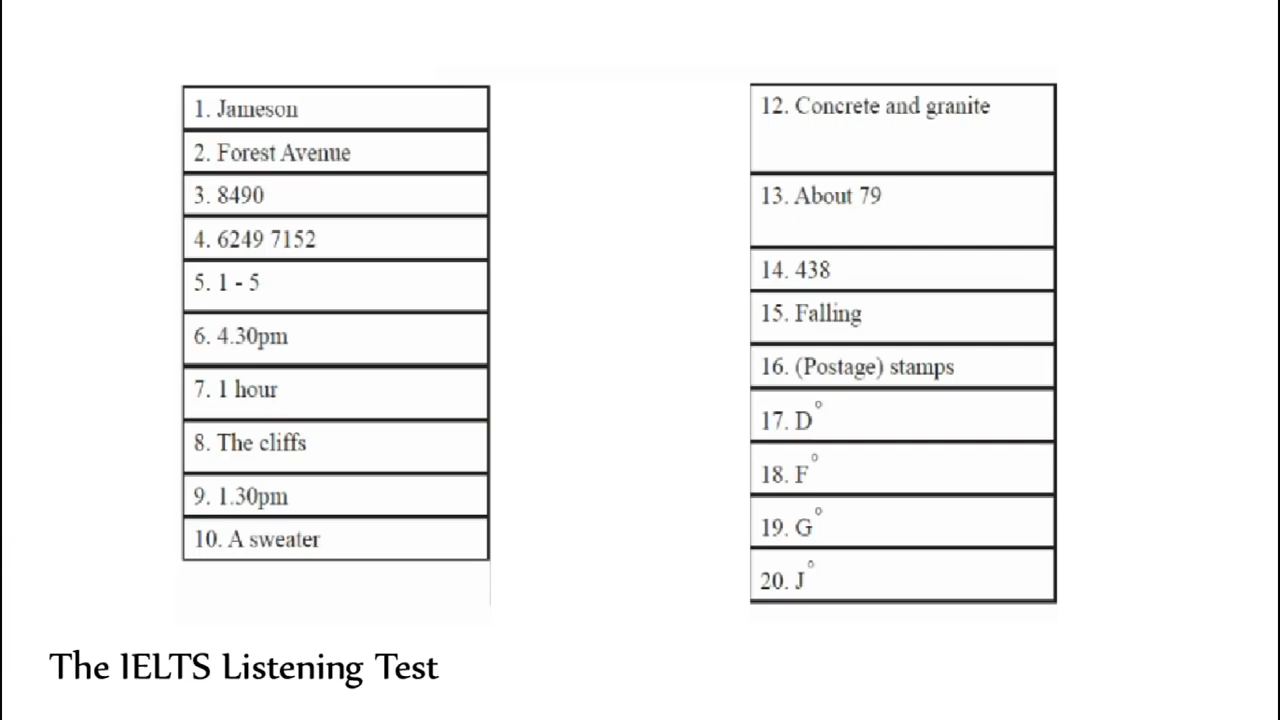 1. Jameson
2. Forest Avenue
3. 8490
4. 6249 7152
5. 1 - 5
6. 4.30pm
7. 1 hour
8. The cliffs
9. 1.30pm
10. A sweater
12. Concrete and granite
13. About 79
14. 438
15. Falling
16. (Postage) stamps
17. D°
18. F°
19. G°
20. J°
The IELTS Listening Test